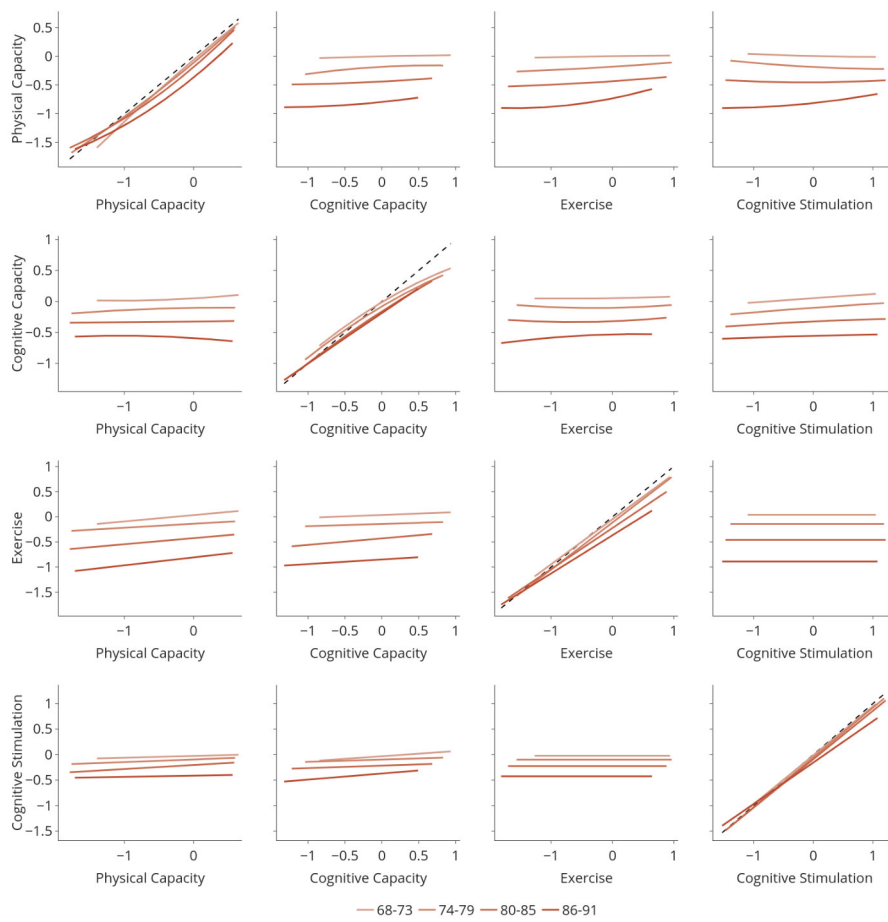 Physical Capacity
0.5
0
−0.5
−1
−1.5
−1 0
−1 −0.5 0 0.5 1
−1 0 1
−1 0 1
Physical Capacity Cognitive Capacity Exercise Cognitive Stimulation
Cognitive Capacity
1
0.5
0
−0.5
−1
−1 0
−1 −0.5 0 0.5 1
−1 0 1
−1 0 1
Physical Capacity Cognitive Capacity Exercise Cognitive Stimulation
Exercise
1
0.5
0
−0.5
−1
−1.5
−1 0
−1 −0.5 0 0.5 1
−1 0 1
−1 0 1
Physical Capacity Cognitive Capacity Exercise Cognitive Stimulation
Cognitive Stimulation
1
0.5
0
−0.5
−1
−1.5
−1 0
−1 −0.5 0 0.5 1
−1 0 1
−1 0 1
Physical Capacity Cognitive Capacity Exercise Cognitive Stimulation
68-73 74-79 80-85 86-91